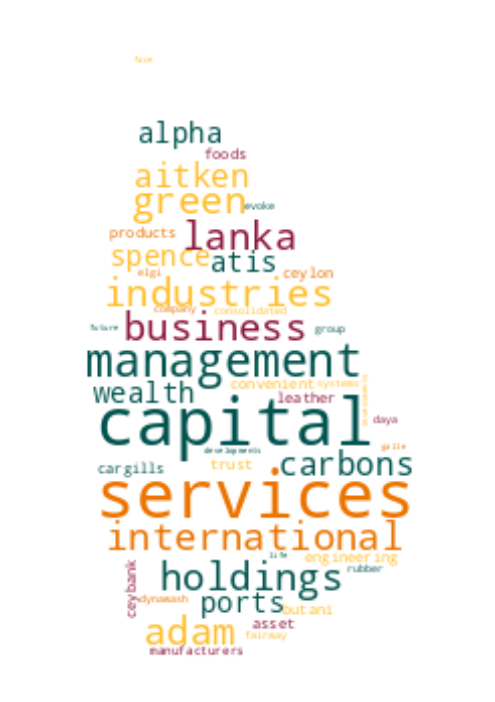 face
alpha
foods
aitken
green evoke
products lanka
spence atis
elgi ceylon
industries
company consolidated
future business group
management
wealth convenient systems
leather
capital daya
developments galle
cargills trust carbons
services
international
life engineering
holdings rubber
ceybank
dynawash ports butani
adam asset
fairway
manufacturers